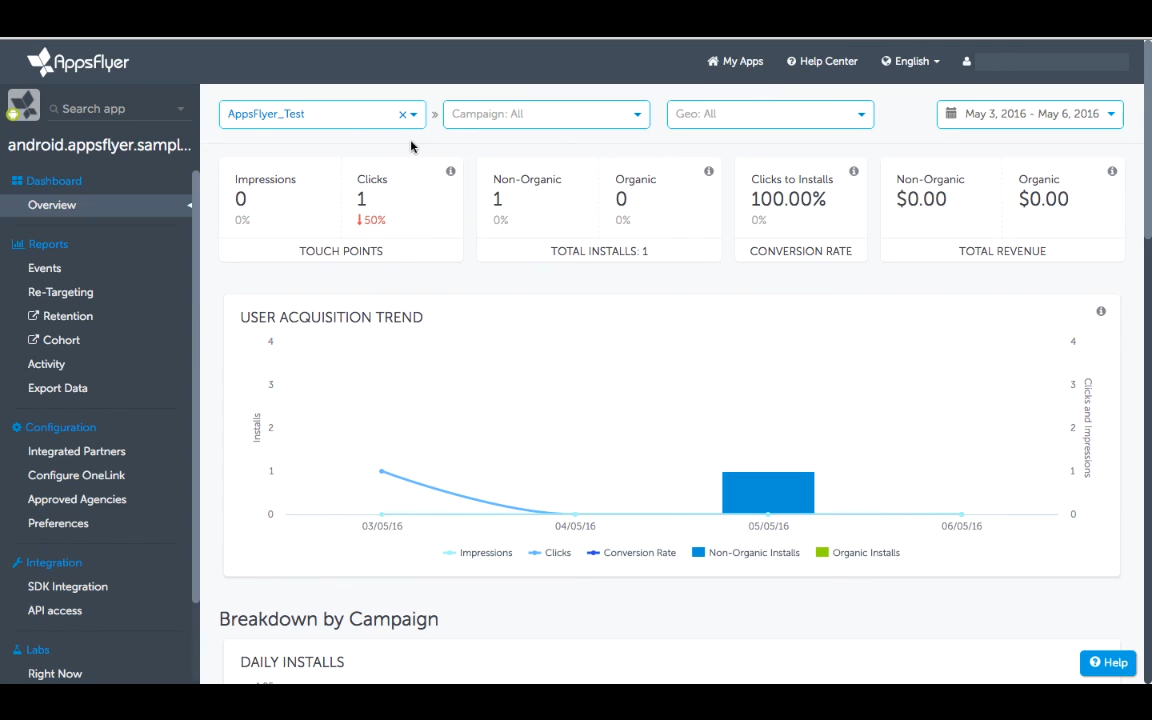 AppsFlyer
My Apps
Help Center
English
Search app
android.appsflyer.sampl...
Dashboard
Overview
Reports
Events
Re-Targeting
Retention
Cohort
Activity
Export Data
Configuration
Integrated Partners
Configure OneLink
Approved Agencies
Preferences
Integration
SDK Integration
API access
Labs
Right Now
AppsFlyer_Test
»
Campaign: All
Geo: All
May 3, 2016 - May 6, 2016
Impressions
0
0%
Clicks
1
50%
TOUCH POINTS
Non-Organic
1
0%
Organic
0
0%
TOTAL INSTALLS: 1
Clicks to Installs
100.00%
0%
CONVERSION RATE
Non-Organic
$0.00
Organic
$0.00
TOTAL REVENUE
USER ACQUISITION TREND
4
3
2
1
0
Installs
4
3
2
1
0
Clicks and Impressions
03/05/16 04/05/16 05/05/16 06/05/16
Impressions Clicks Conversion Rate Non-Organic Installs Organic Installs
Breakdown by Campaign
DAILY INSTALLS
Help